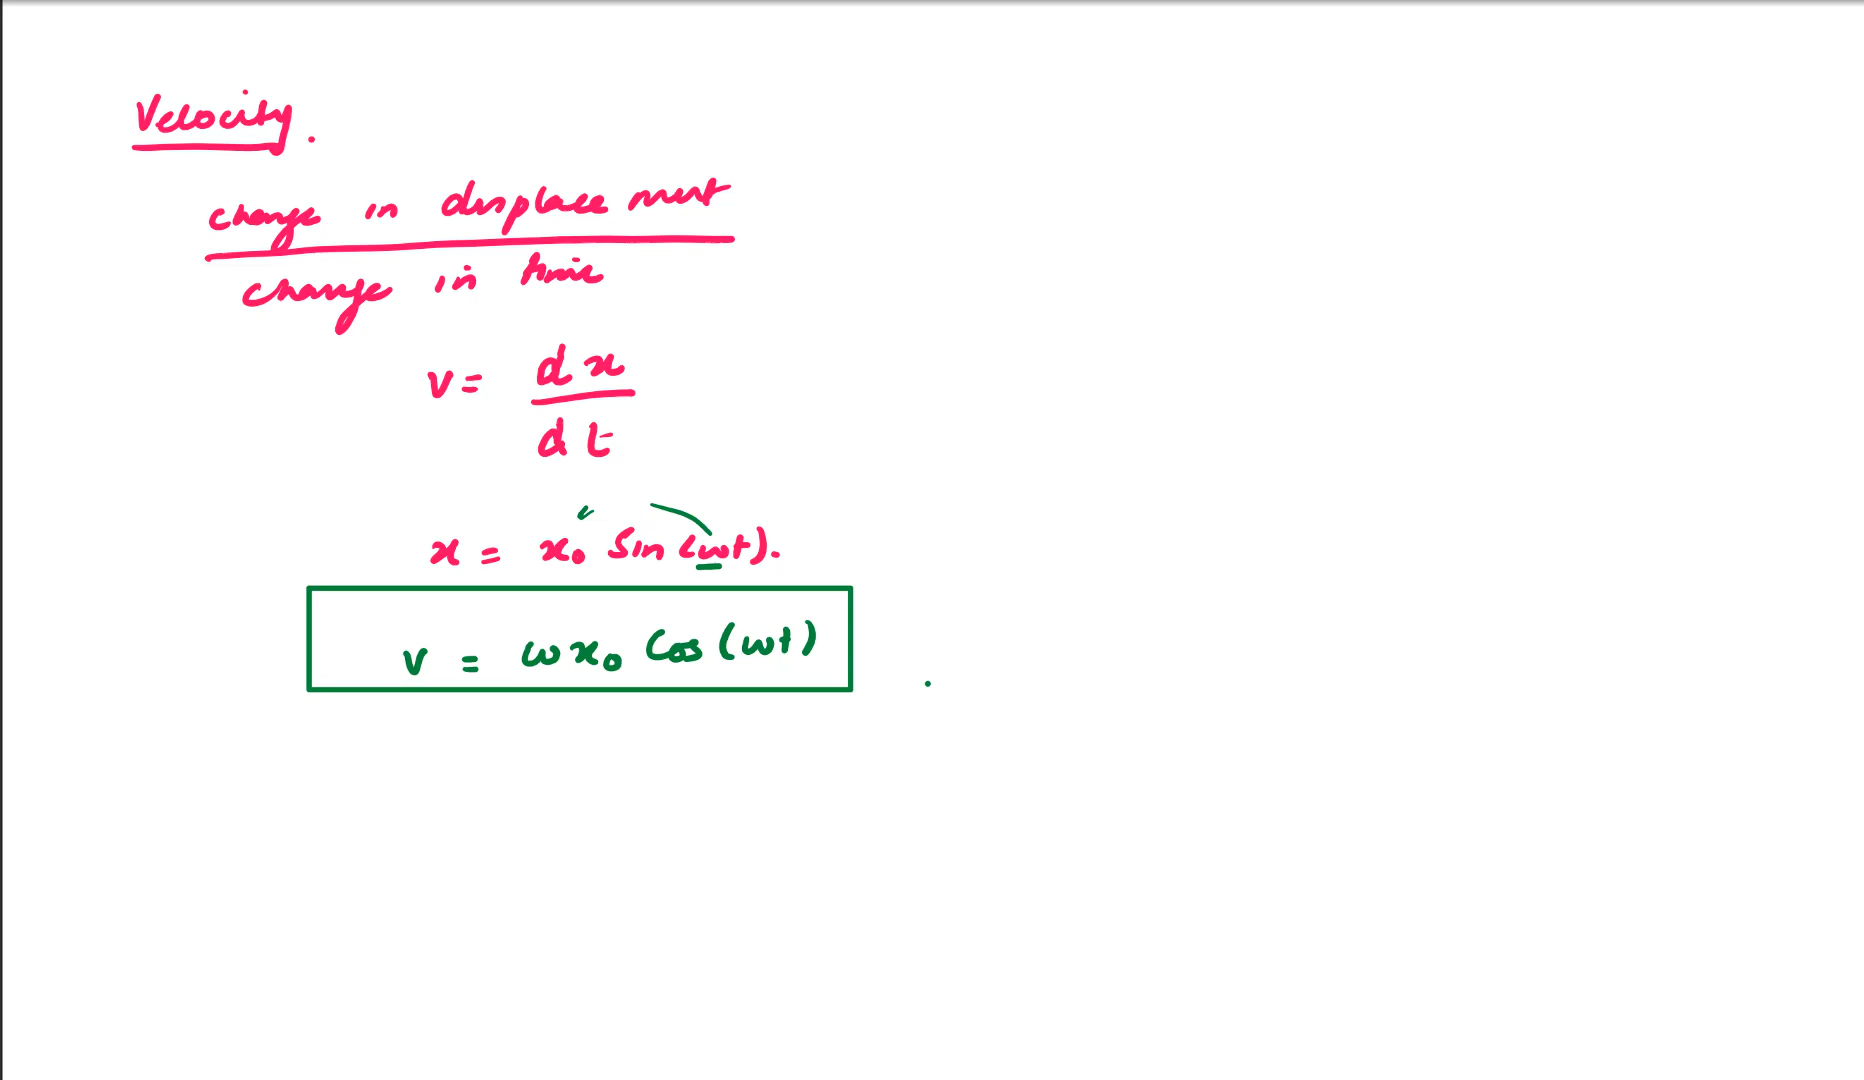 Velocity.
change in displacement
change in time
v = dx
dt
x = x₀ Sin (ωt).
v = ωx₀ Cos (ωt)